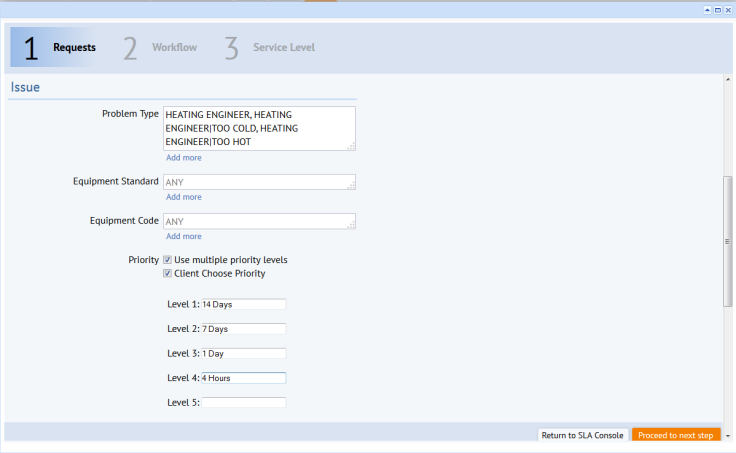 1 Requests 2 Workflow 3 Service Level
Issue
Problem Type HEATING ENGINEER, HEATING
ENGINEER|TOO COLD, HEATING
ENGINEER|TOO HOT
Add more
Equipment Standard ANY
Add more
Equipment Code ANY
Add more
Priority Use multiple priority levels
Client Choose Priority
Level 1: 14 Days
Level 2: 7 Days
Level 3: 1 Day
Level 4: 4 Hours
Level 5:
Return to SLA Console Proceed to next step